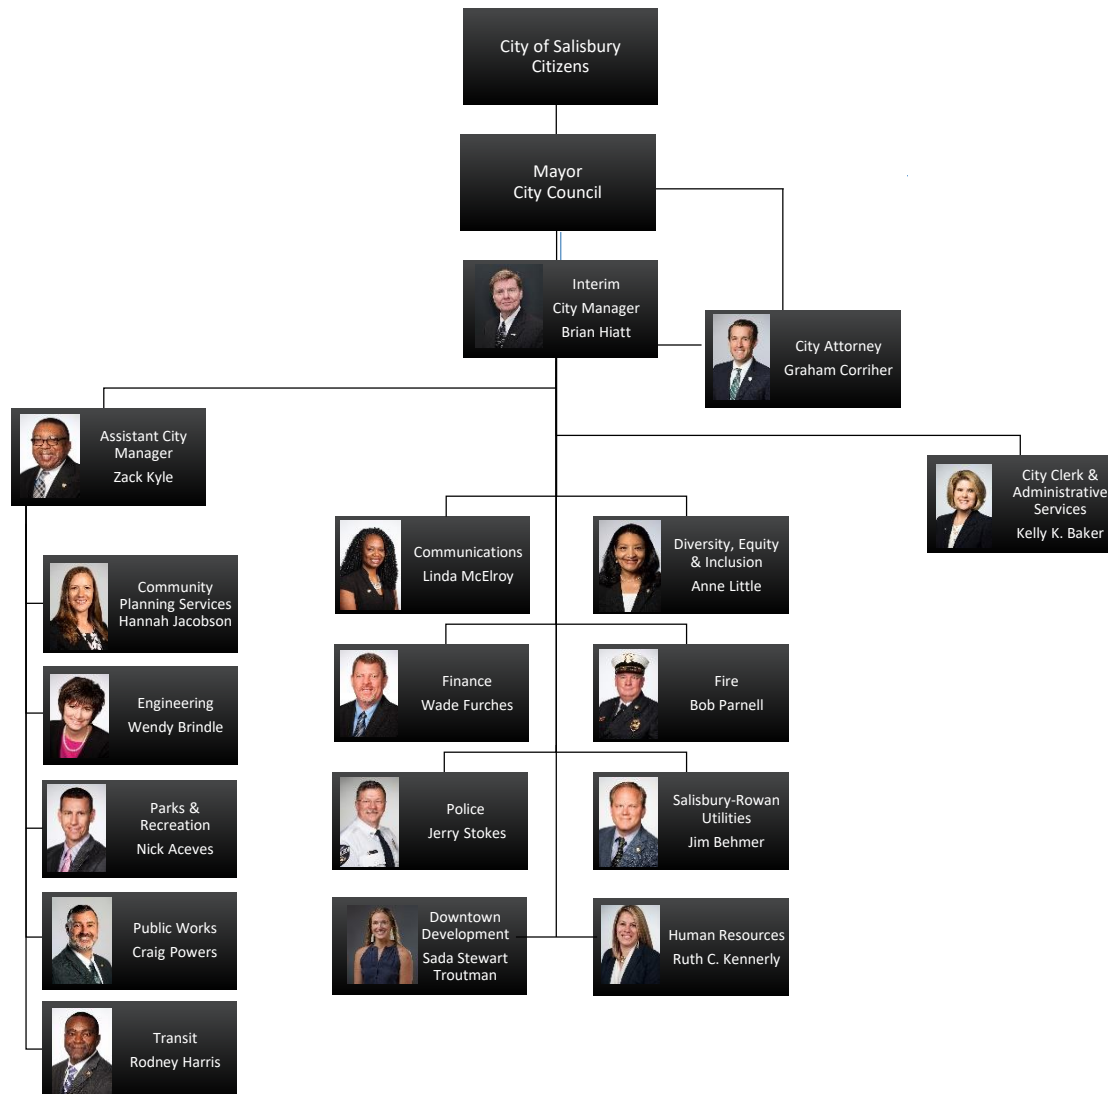 City of Salisbury
Citizens
Mayor
City Council
Interim
City Manager
Brian Hiatt
City Attorney
Graham Corriher
Assistant City
Manager
Zack Kyle
City Clerk &
Administrative
Services
Kelly K. Baker
Communications
Linda McElroy
Diversity, Equity
& Inclusion
Anne Little
Community
Planning Services
Hannah Jacobson
Finance
Wade Furches
Fire
Bob Parnell
Engineering
Wendy Brindle
Police
Jerry Stokes
Salisbury-Rowan
Utilities
Jim Behmer
Parks &
Recreation
Nick Aceves
Downtown
Development
Sada Stewart
Troutman
Human Resources
Ruth C. Kennerly
Public Works
Craig Powers
Transit
Rodney Harris